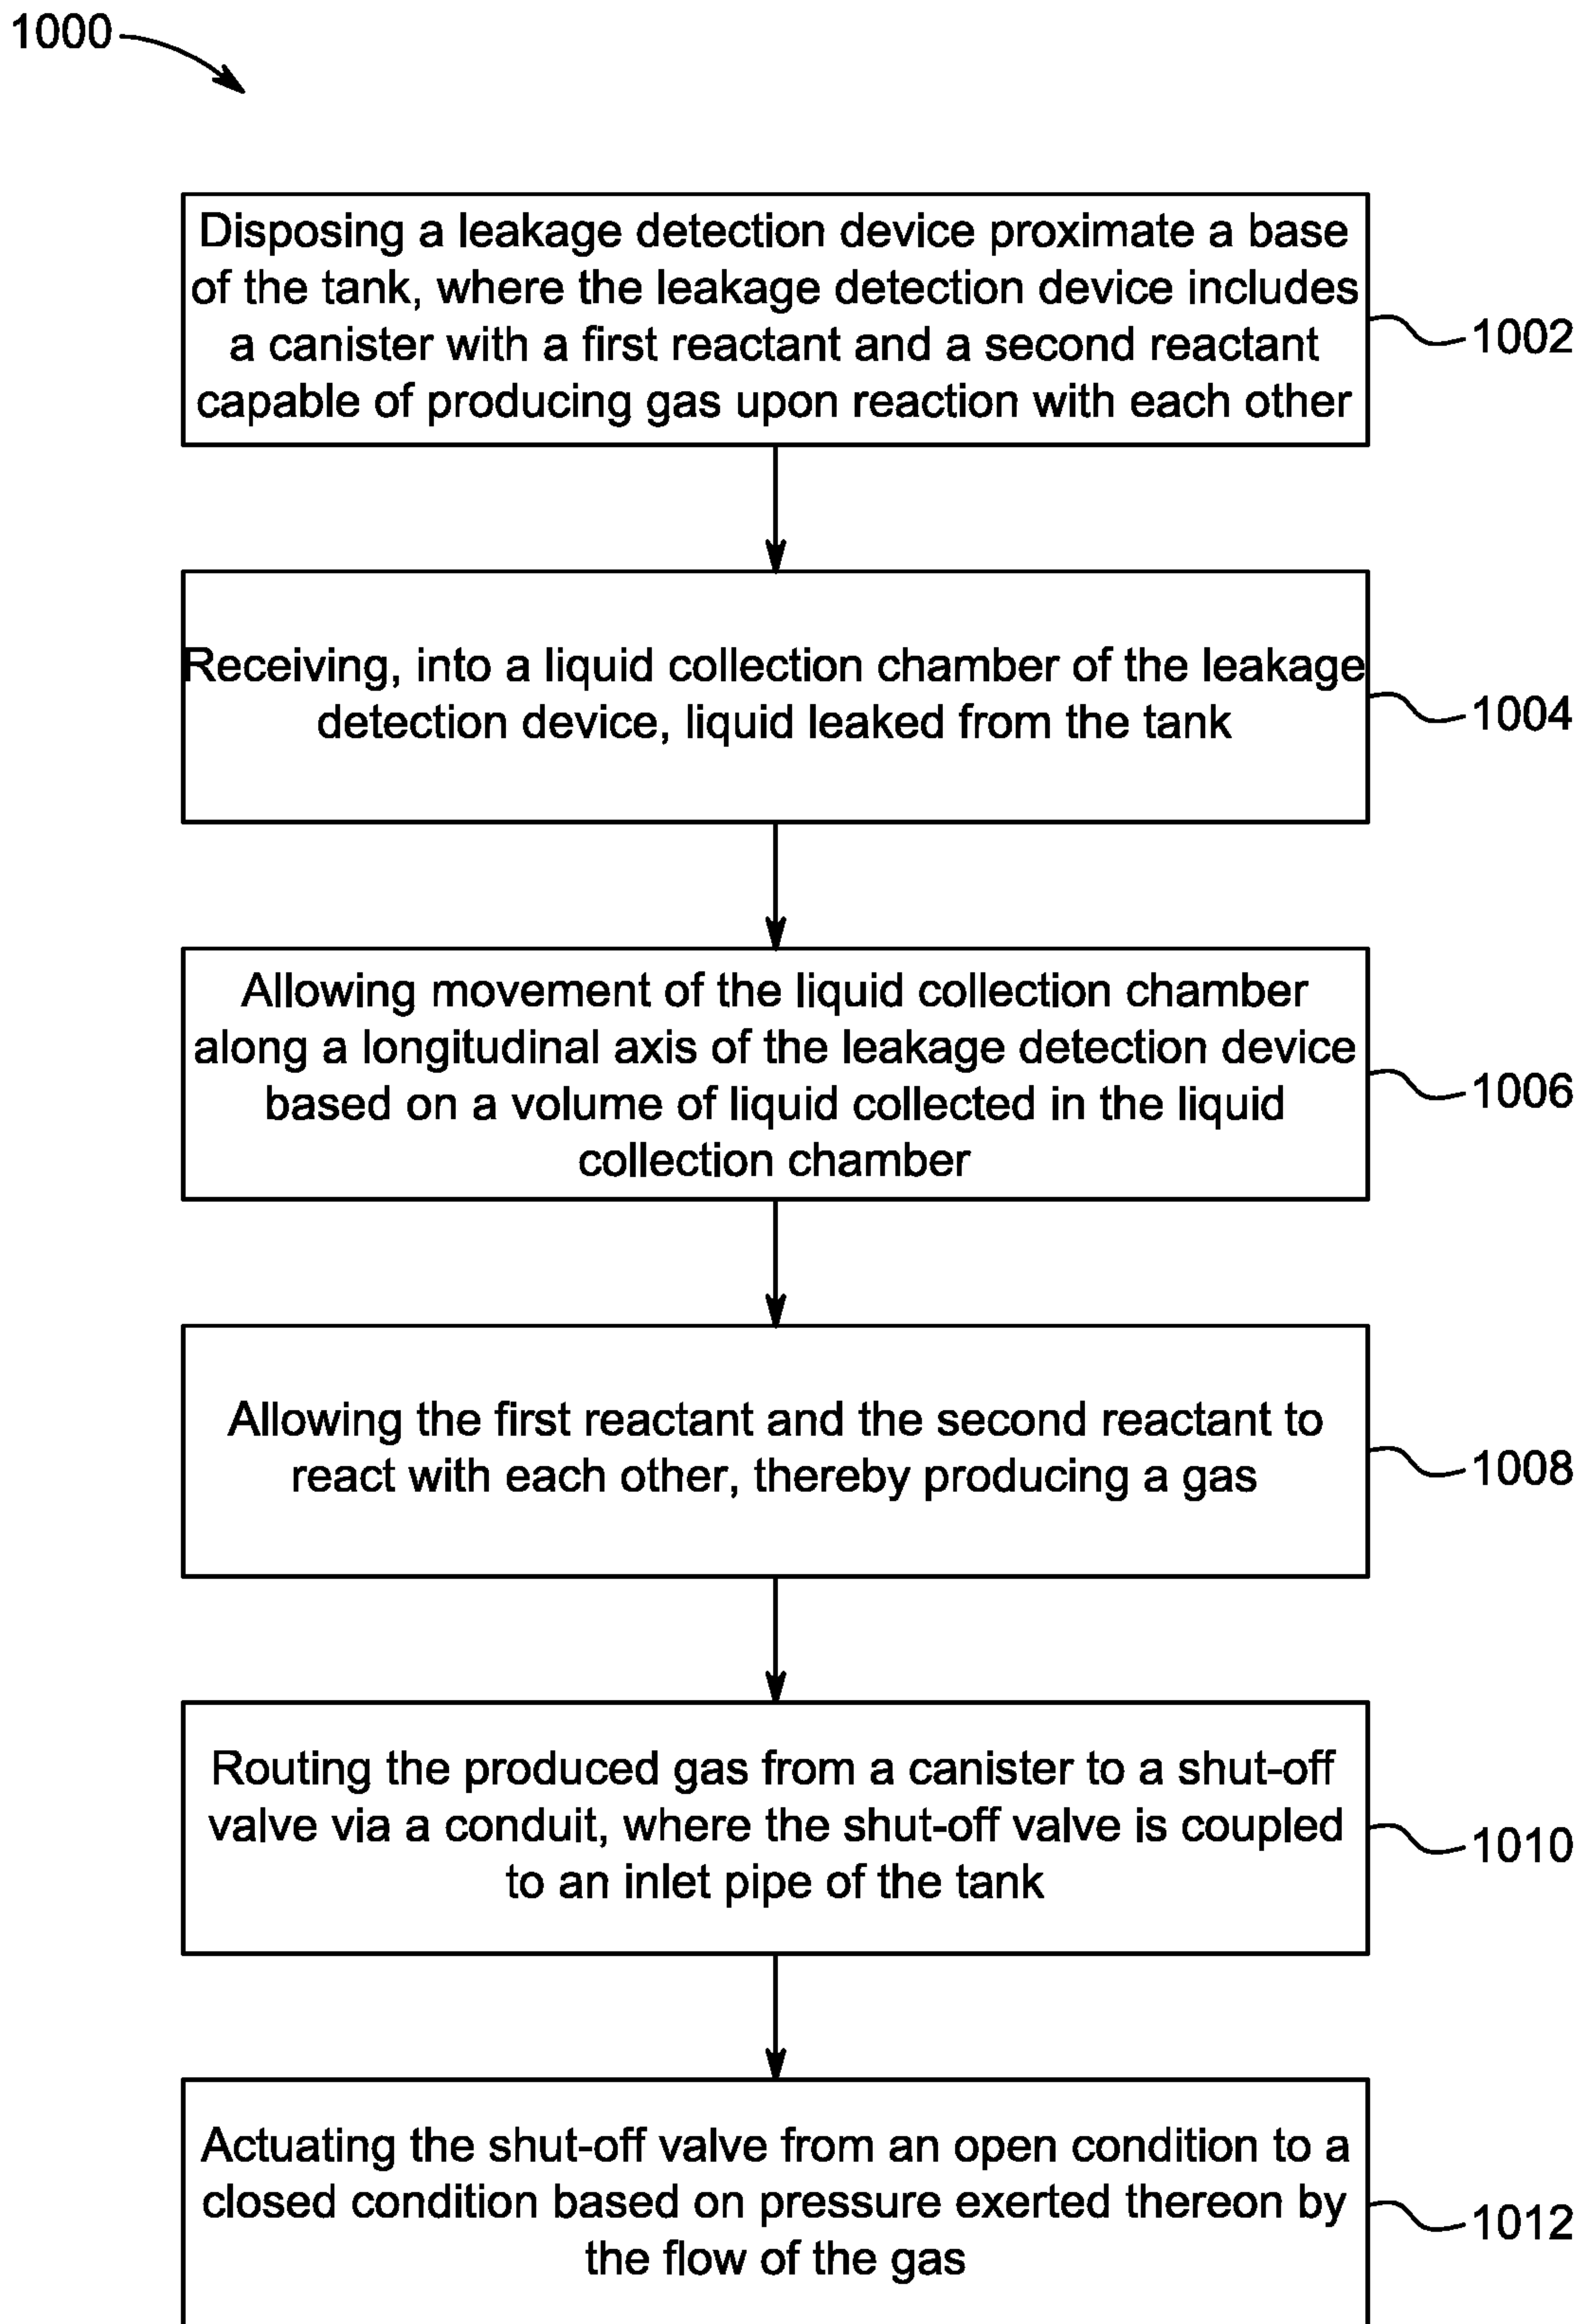 1000
Disposing a leakage detection device proximate a base
of the tank, where the leakage detection device includes
a canister with a first reactant and a second reactant
capable of producing gas upon reaction with each other
1002
Receiving, into a liquid collection chamber of the leakage
detection device, liquid leaked from the tank
1004
Allowing movement of the liquid collection chamber
along a longitudinal axis of the leakage detection device
based on a volume of liquid collected in the liquid
collection chamber
1006
Allowing the first reactant and the second reactant to
react with each other, thereby producing a gas
1008
Routing the produced gas from a canister to a shut-off
valve via a conduit, where the shut-off valve is coupled
to an inlet pipe of the tank
1010
Actuating the shut-off valve from an open condition to a
closed condition based on pressure exerted thereon by
the flow of the gas
1012